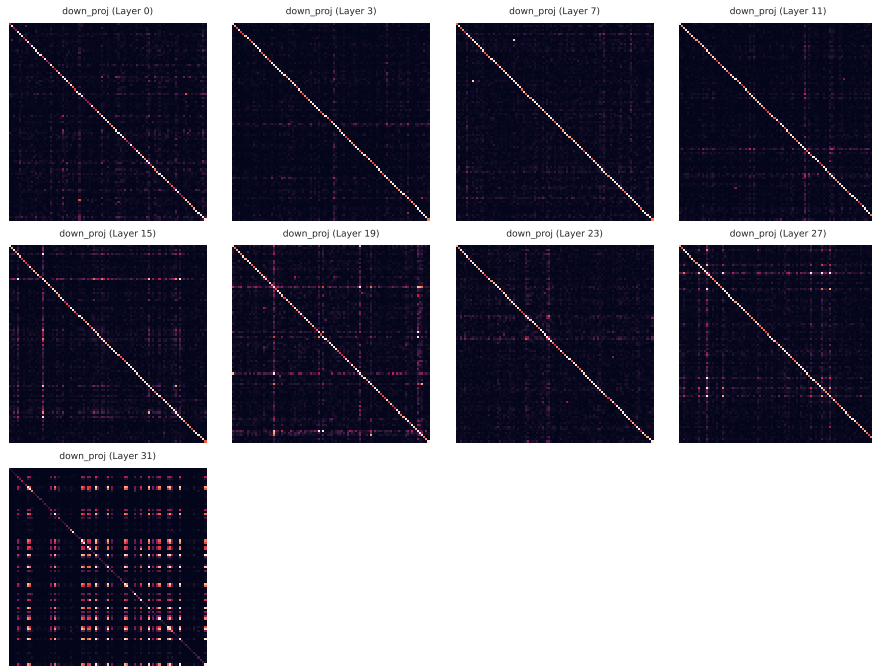 down_proj (Layer 0)
down_proj (Layer 3)
down_proj (Layer 7)
down_proj (Layer 11)
down_proj (Layer 15)
down_proj (Layer 19)
down_proj (Layer 23)
down_proj (Layer 27)
down_proj (Layer 31)